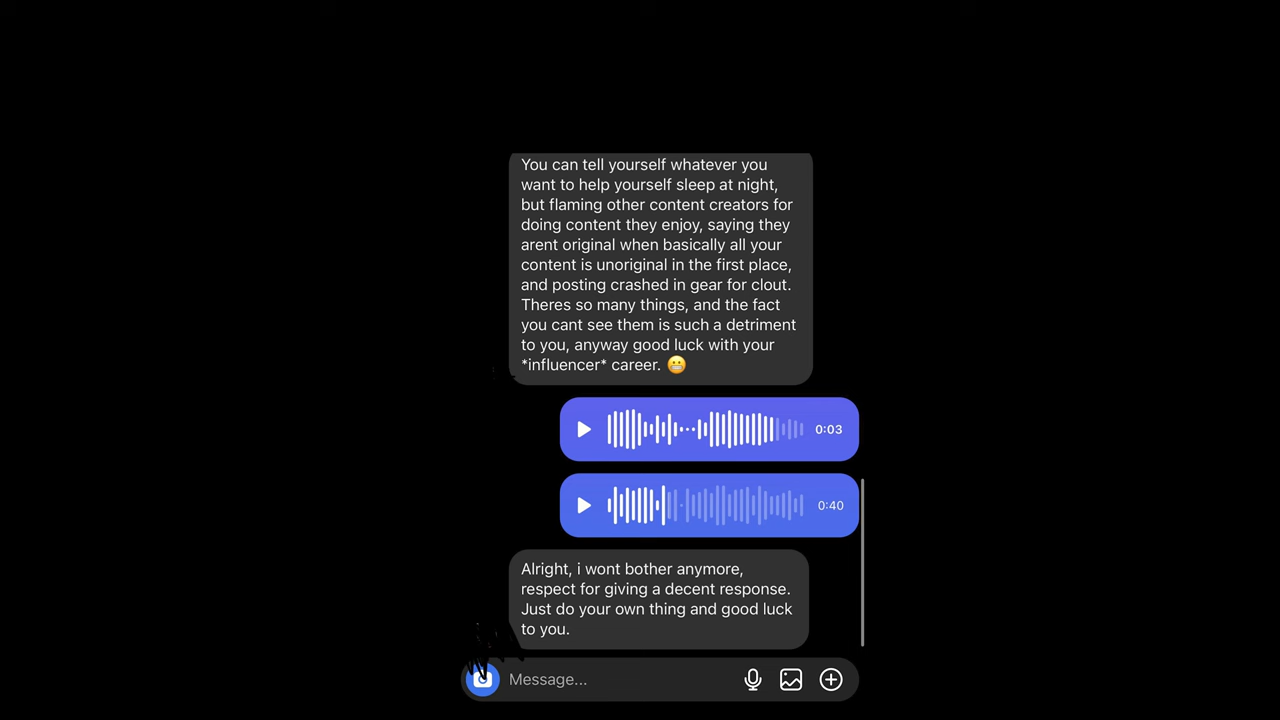 You can tell yourself whatever you
want to help yourself sleep at night,
but flaming other content creators for
doing content they enjoy, saying they
arent original when basically all your
content is unoriginal in the first place,
and posting crashed in gear for clout.
Theres so many things, and the fact
you cant see them is such a detriment
to you, anyway good luck with your
*influencer* career. 😬
0:03
0:40
Alright, i wont bother anymore,
respect for giving a decent response.
Just do your own thing and good luck
to you.
Message...